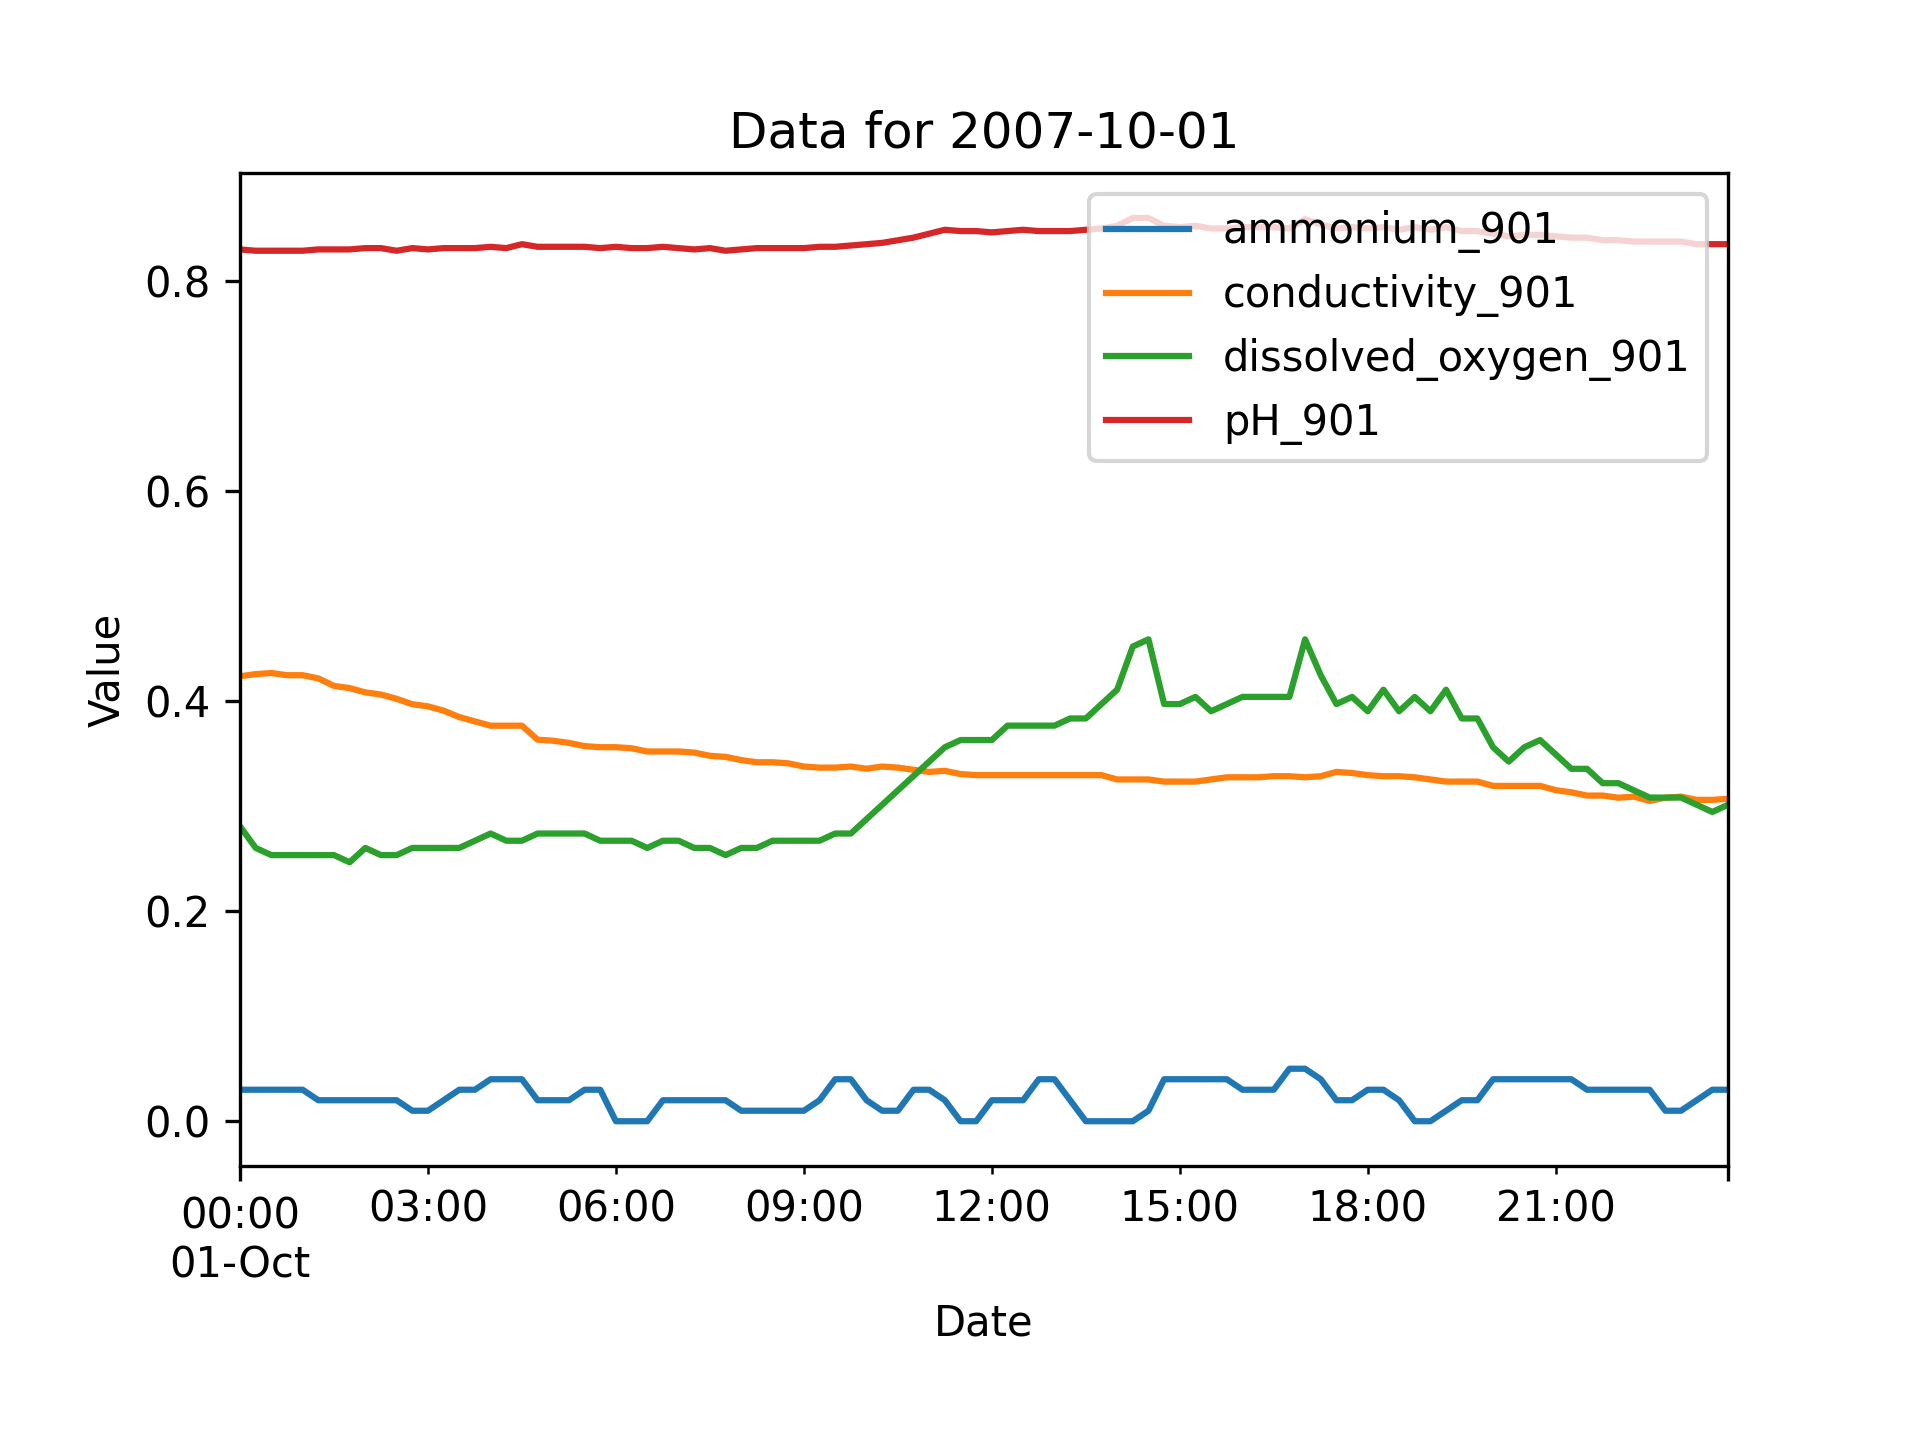 Data for 2007-10-01
ammonium_901
conductivity_901
dissolved_oxygen_901
pH_901
Value
0.8
0.6
0.4
0.2
0.0
00:00 03:00 06:00 09:00 12:00 15:00 18:00 21:00
01-Oct
Date